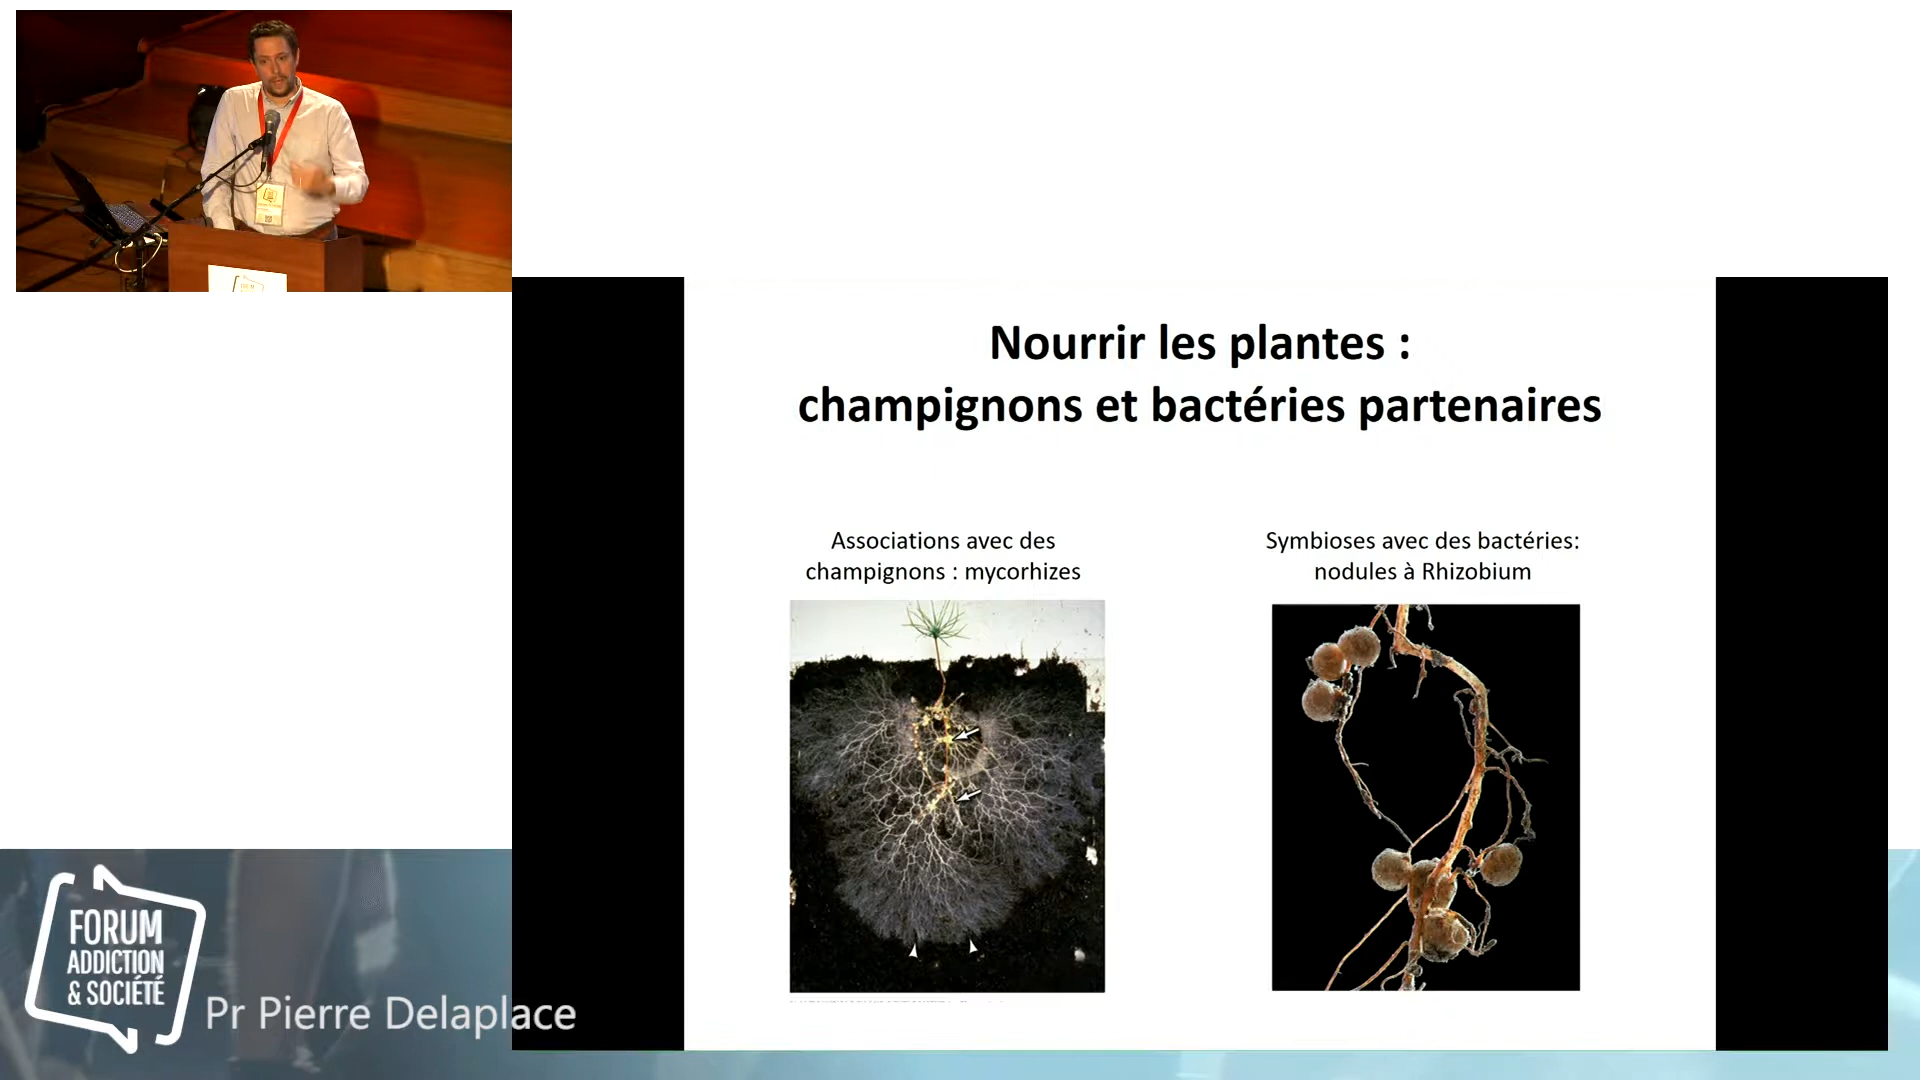 Nourrir les plantes :
champignons et bactéries partenaires
Associations avec des
champignons : mycorhizes
Symbioses avec des bactéries:
nodules à Rhizobium
FORUM
ADDICTION
& SOCIÉTÉ
Pr Pierre Delaplace